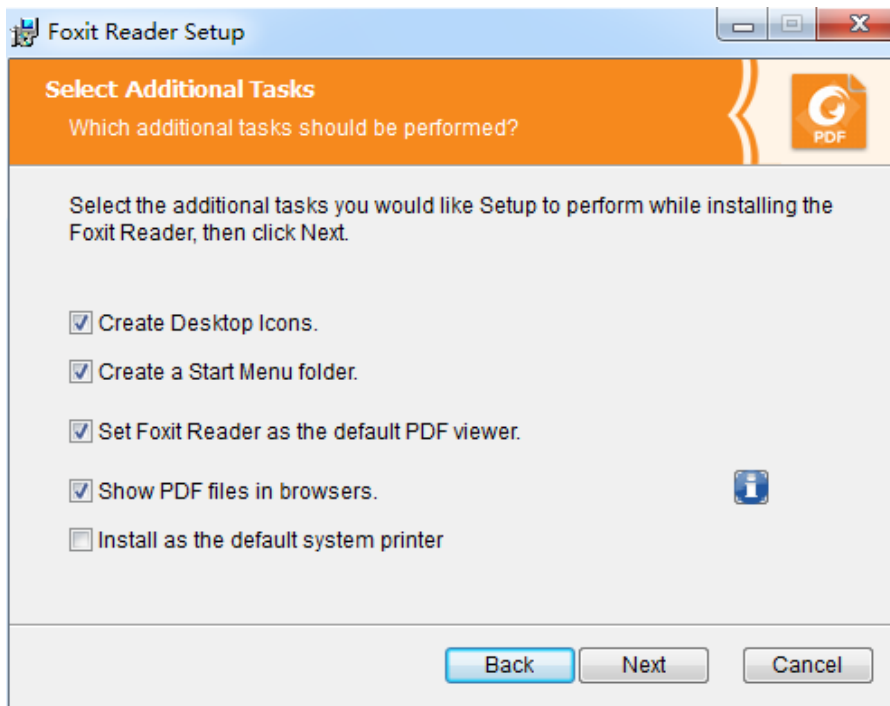 Foxit Reader Setup
Select Additional Tasks
Which additional tasks should be performed?
PDF
Select the additional tasks you would like Setup to perform while installing the
Foxit Reader, then click Next.
Create Desktop Icons.
Create a Start Menu folder.
Set Foxit Reader as the default PDF viewer.
Show PDF files in browsers.
Install as the default system printer
Back Next Cancel